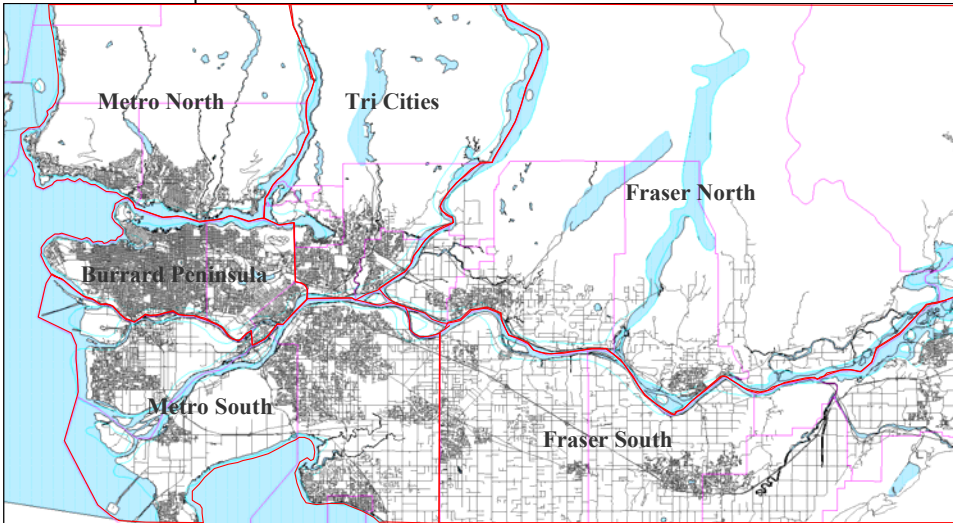 Metro North
Tri Cities
Fraser North
Burrard Peninsula
Metro South
Fraser South